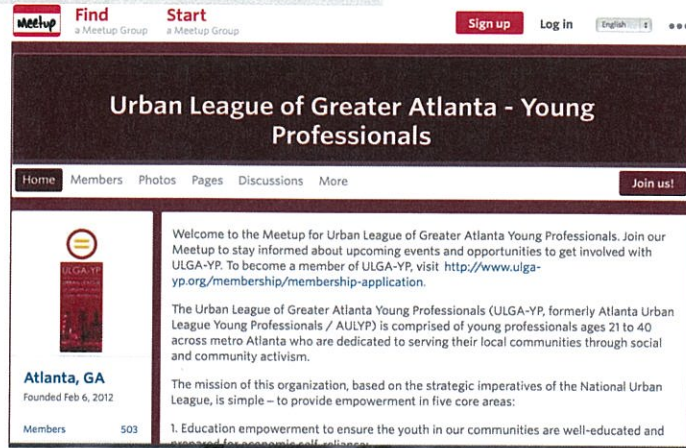 Meetup Find Start Sign up Log in English
a Meetup Group a Meetup Group
Urban League of Greater Atlanta - Young
Professionals
Home Members Photos Pages Discussions More Join us!
ULGA-YP
Atlanta, GA
Founded Feb 6, 2012
Members 503
Welcome to the Meetup for Urban League of Greater Atlanta Young Professionals. Join our
Meetup to stay informed about upcoming events and opportunities to get involved with
ULGA-YP. To become a member of ULGA-YP, visit http://www.ulga-
yp.org/membership/membership-application.
The Urban League of Greater Atlanta Young Professionals (ULGA-YP, formerly Atlanta Urban
League Young Professionals / AULYP) is comprised of young professionals ages 21 to 40
across metro Atlanta who are dedicated to serving their local communities through social
and community activism.
The mission of this organization, based on the strategic imperatives of the National Urban
League, is simple – to provide empowerment in five core areas:
1. Education empowerment to ensure the youth in our communities are well-educated and
prepared for economic self-reliance;